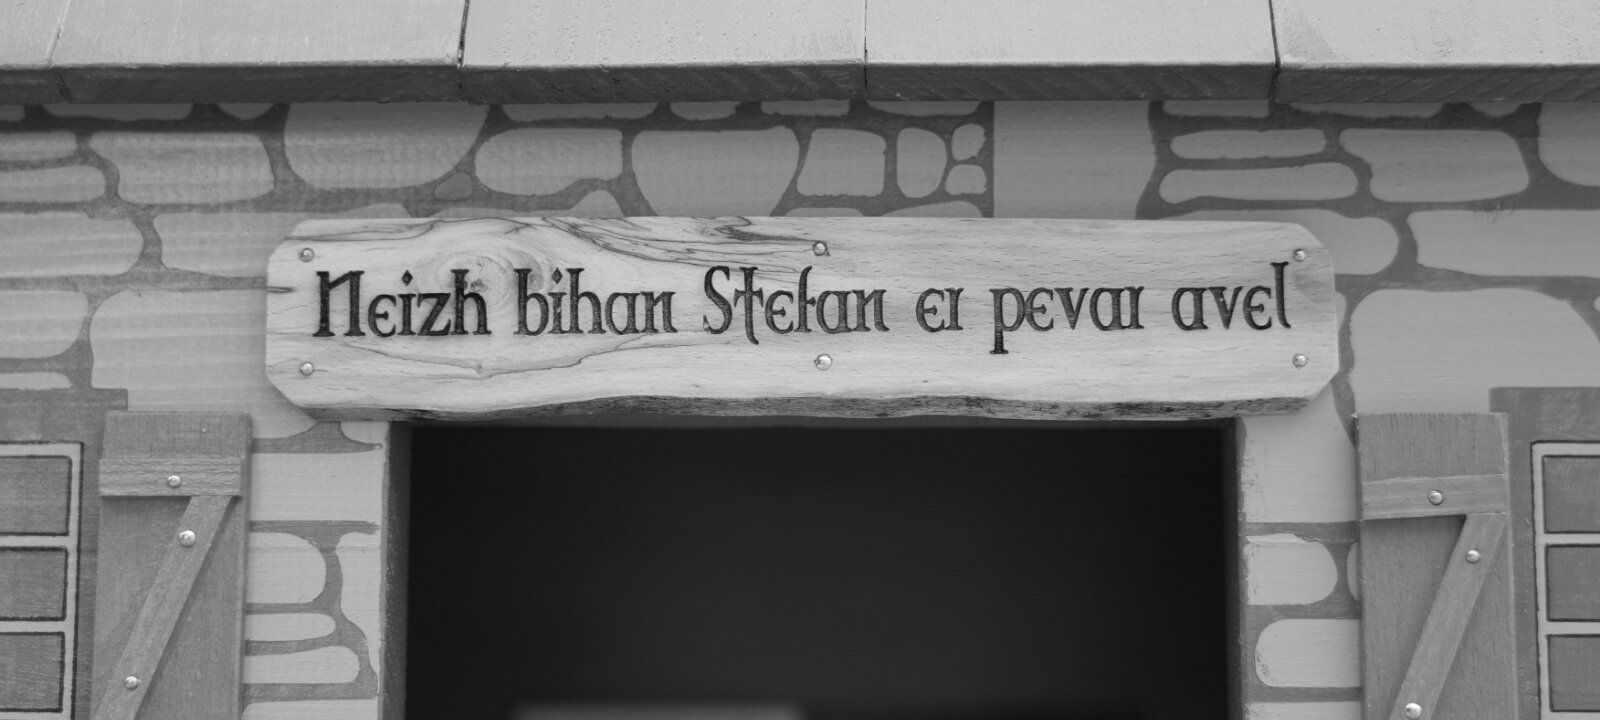 Neizh bihan Stefan er pevar avel